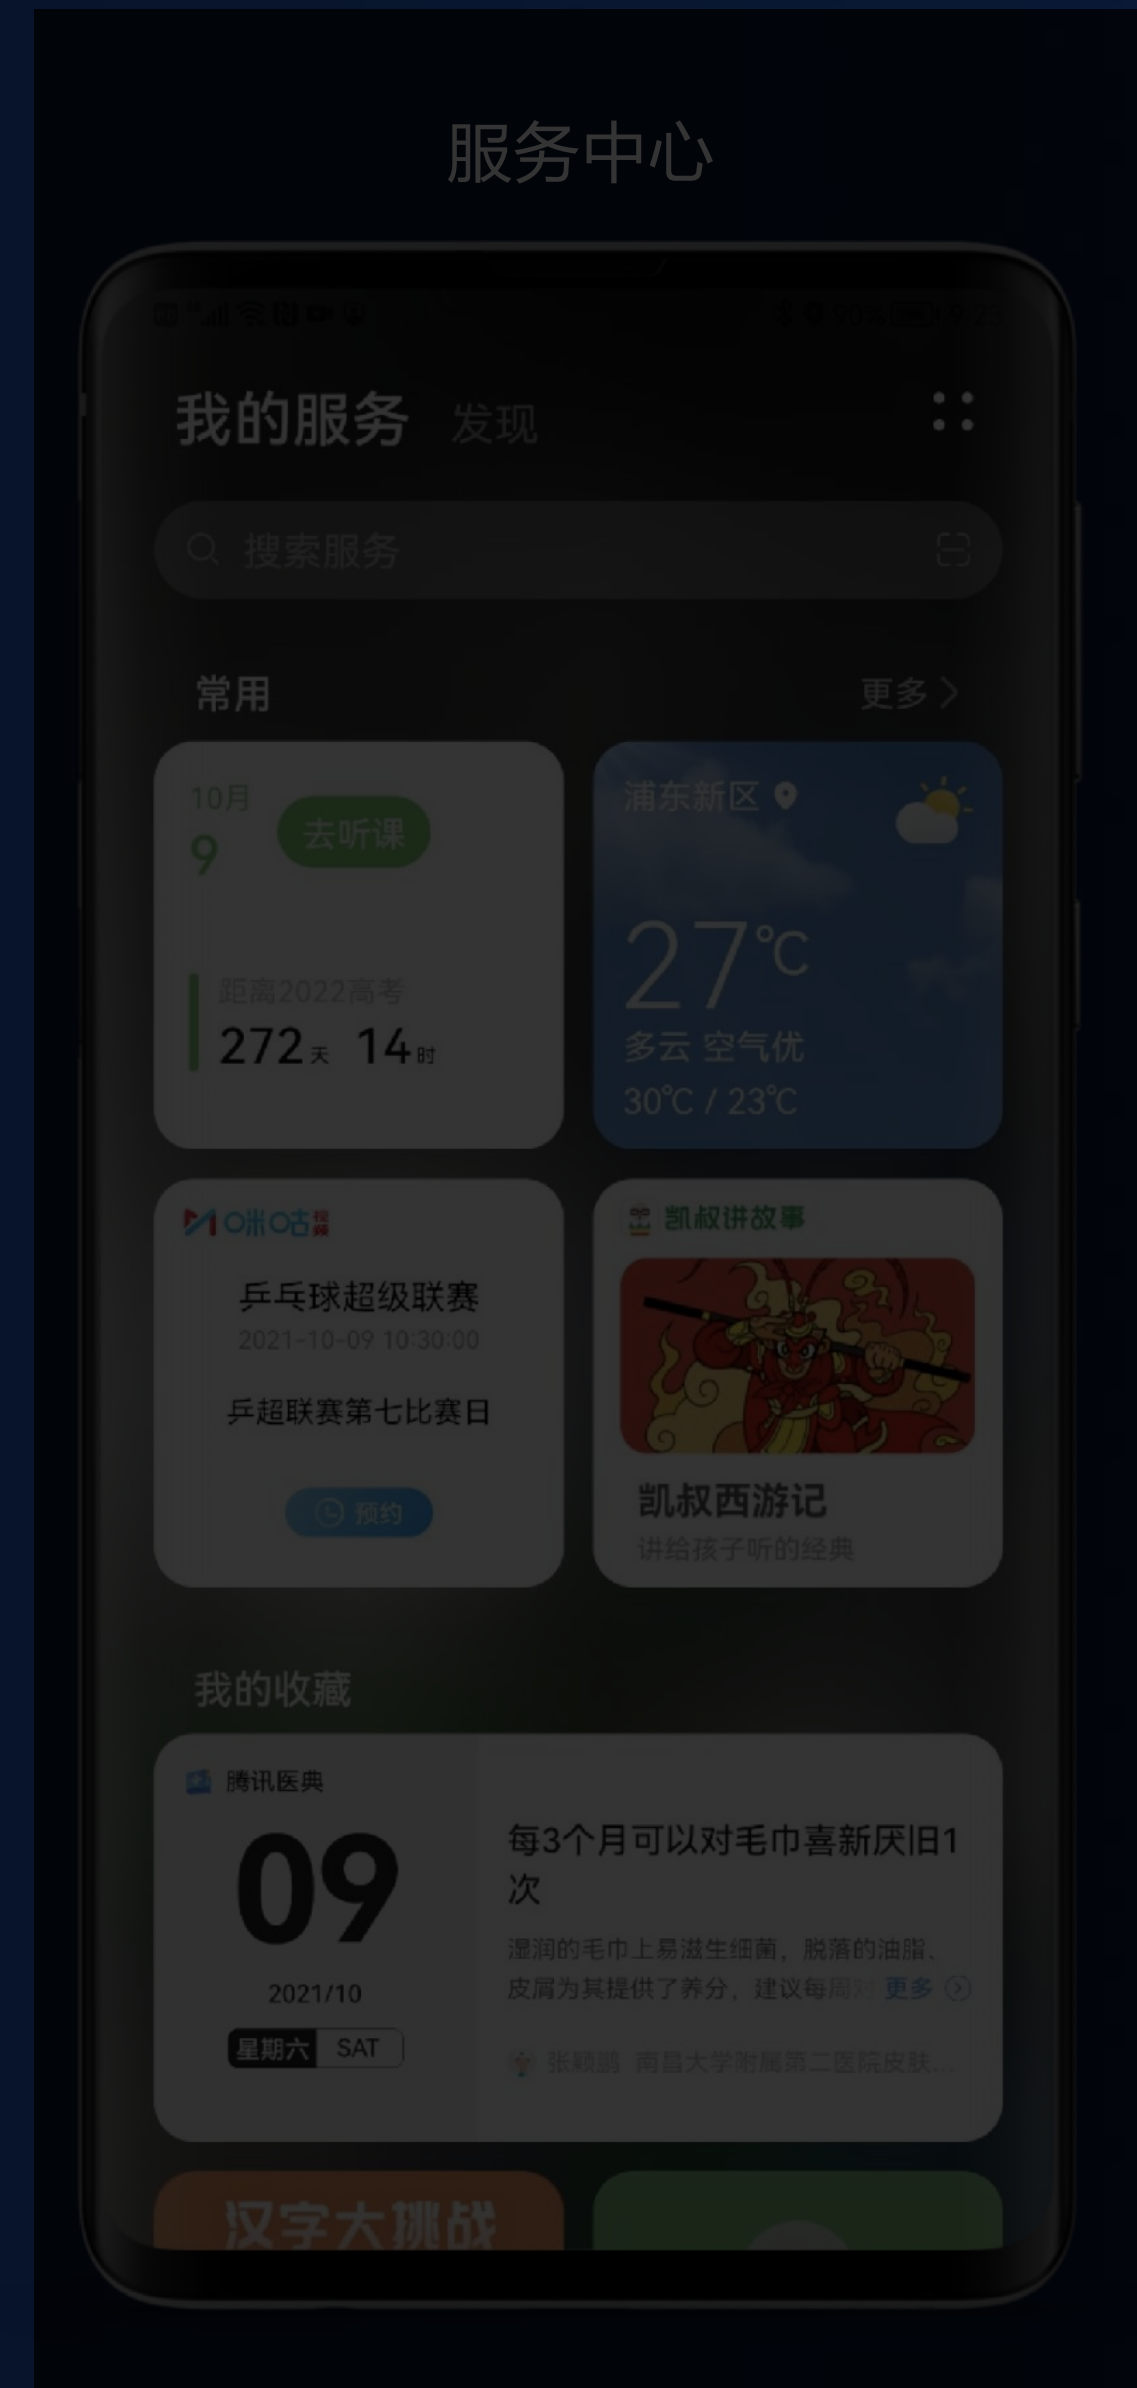 服务中心
90% 9:23
我的服务 发现
搜索服务
常用 更多
10月
9
去听课
距离2022高考
272天 14时
浦东新区
27℃
多云 空气优
30℃ / 23℃
咪咕视频
乒乓球超级联赛
2021-10-09 10:30:00
乒超联赛第七比赛日
预约
凯叔讲故事
凯叔西游记
讲给孩子听的经典
我的收藏
腾讯医典
09
2021/10
星期六 SAT
每3个月可以对毛巾喜新厌旧1
次
湿润的毛巾上易滋生细菌，脱落的油脂、
皮屑为其提供了养分，建议每周对 更多
张颖鹏 南昌大学附属第二医院皮肤...
汉字大挑战